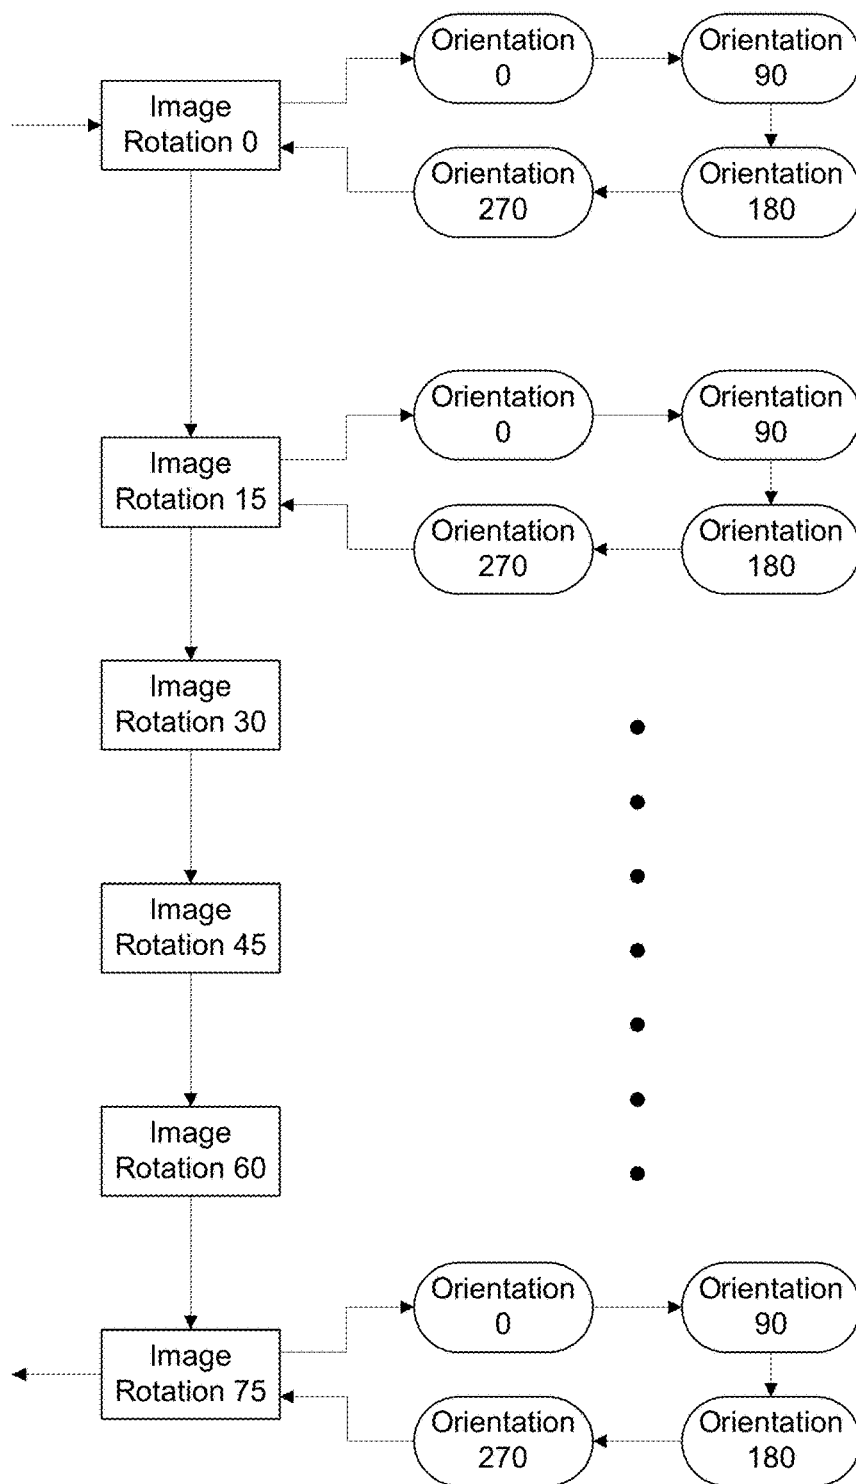 Orientation
0
Orientation
90
Image
Rotation 0
Orientation
270
Orientation
180
Orientation
0
Orientation
90
Image
Rotation 15
Orientation
270
Orientation
180
Image
Rotation 30
Image
Rotation 45
Image
Rotation 60
Orientation
0
Orientation
90
Image
Rotation 75
Orientation
270
Orientation
180